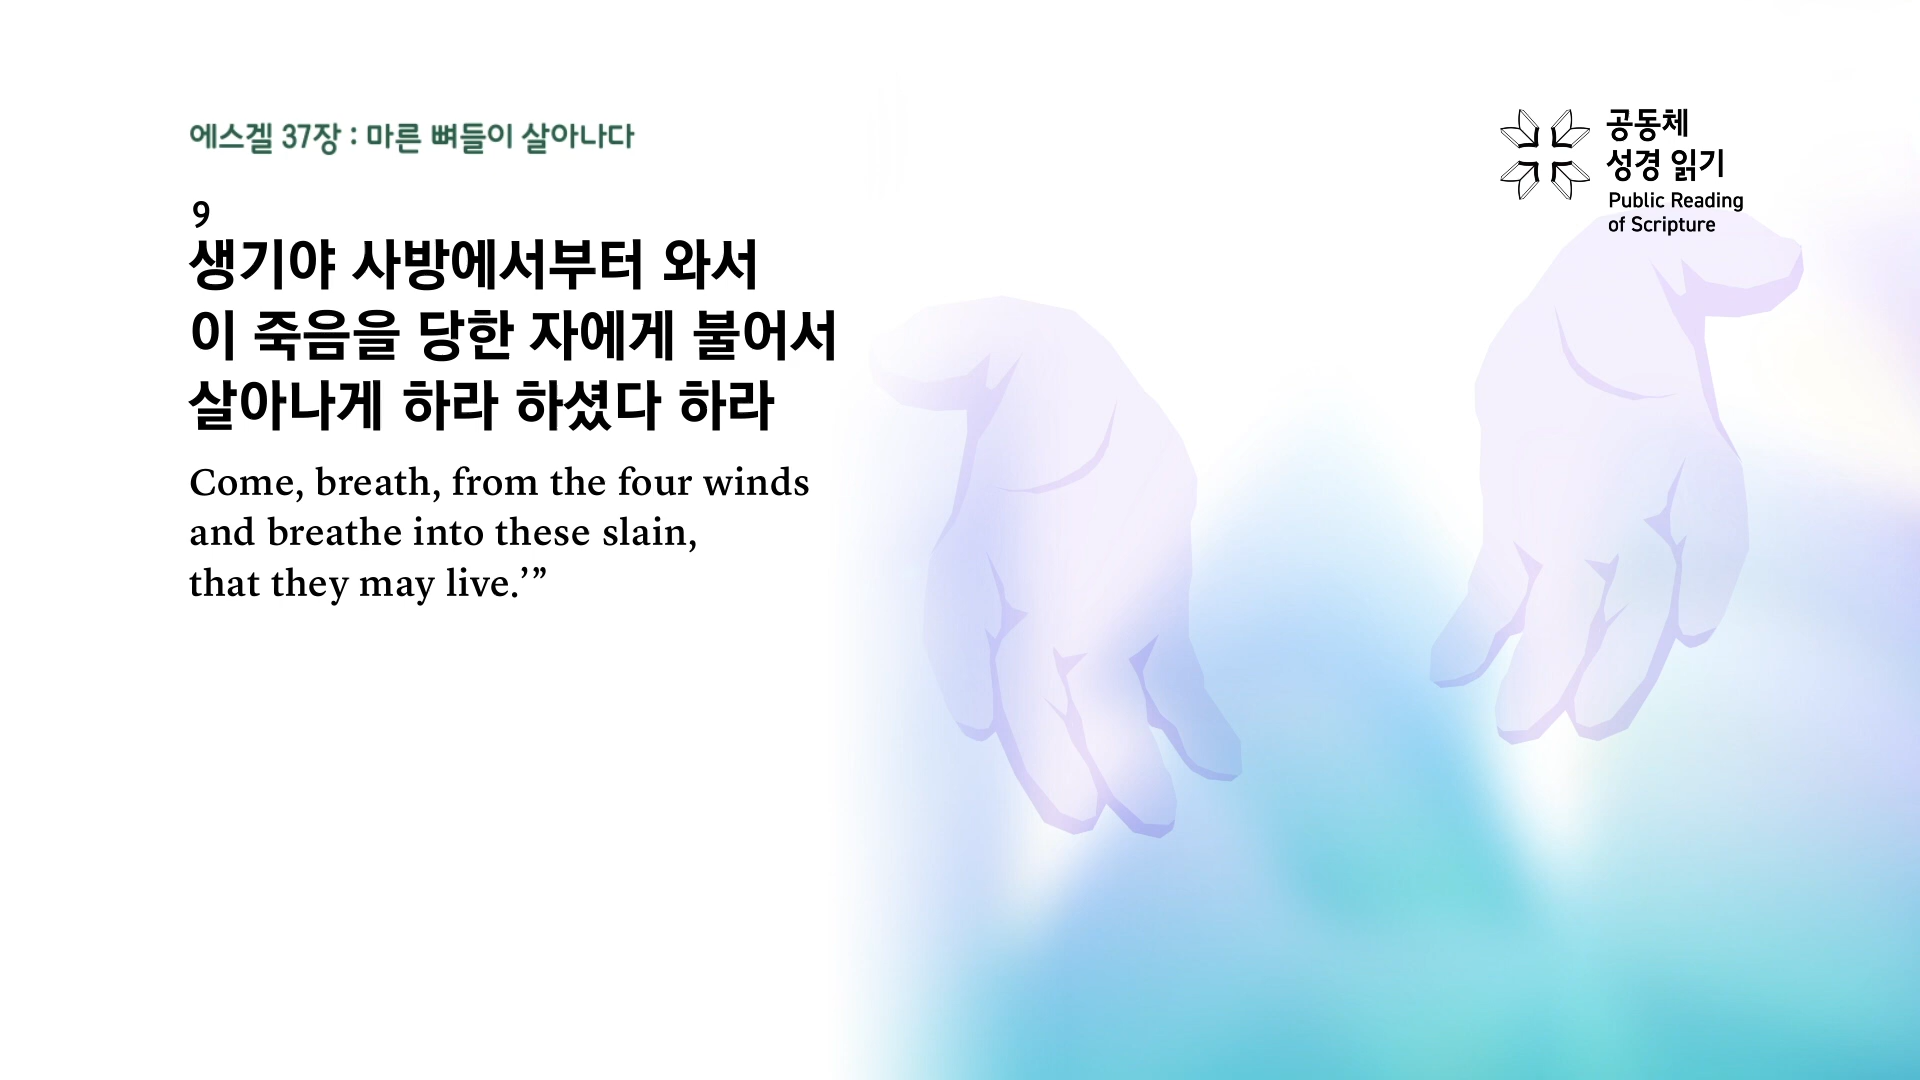 에스겔 37장 : 마른 뼈들이 살아나다
9
생기야 사방에서부터 와서
이 죽음을 당한 자에게 불어서
살아나게 하라 하셨다 하라
Come, breath, from the four winds
and breathe into these slain,
that they may live.’”
공동체
성경 읽기
Public Reading
of Scripture